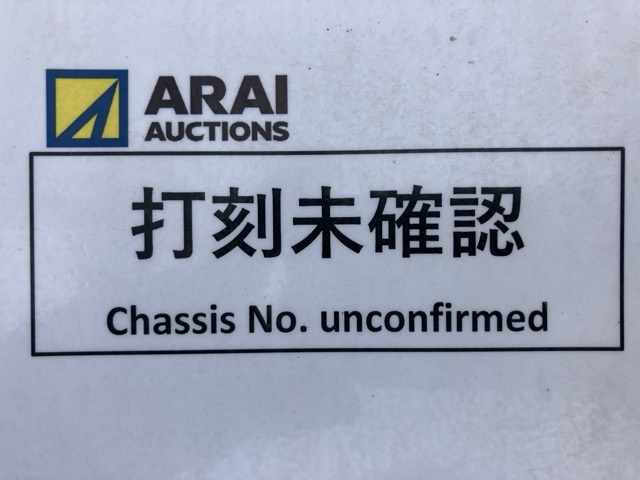 ARAI
AUCTIONS
打刻未確認
Chassis No. unconfirmed